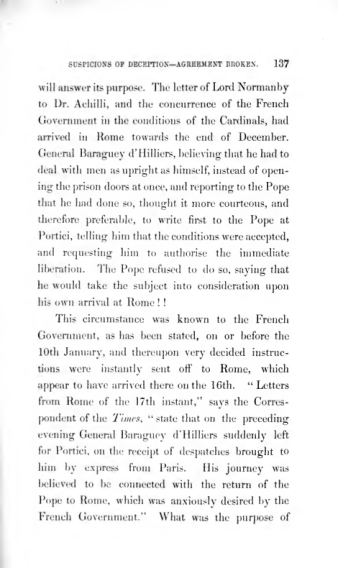 SUSPICIONS OF DECEPTION—AGREEMENT BROKEN. 137
will answer its purpose. The letter of Lord Normanby
to Dr. Achilli, and the concurrence of the French
Government in the conditions of the Cardinals, had
arrived in Rome towards the end of December.
General Baraguey d'Hilliers, believing that he had to
deal with men as upright as himself, instead of open-
ing the prison doors at once, and reporting to the Pope
that he had done so, thought it more courteous, and
therefore preferable, to write first to the Pope at
Portici, telling him that the conditions were accepted,
and requesting him to authorise the immediate
liberation. The Pope refused to do so, saying that
he would take the subject into consideration upon
his own arrival at Rome ! !
This circumstance was known to the French
Government, as has been stated, on or before the
10th January, and thereupon very decided instruc-
tions were instantly sent off to Rome, which
appear to have arrived there on the 16th. " Letters
from Rome of the 17th instant," says the Corres-
pondent of the Times, " state that on the preceding
evening General Baraguey d'Hilliers suddenly left
for Portici, on the receipt of despatches brought to
him by express from Paris. His journey was
believed to be connected with the return of the
Pope to Rome, which was anxiously desired by the
French Government." What was the purpose of